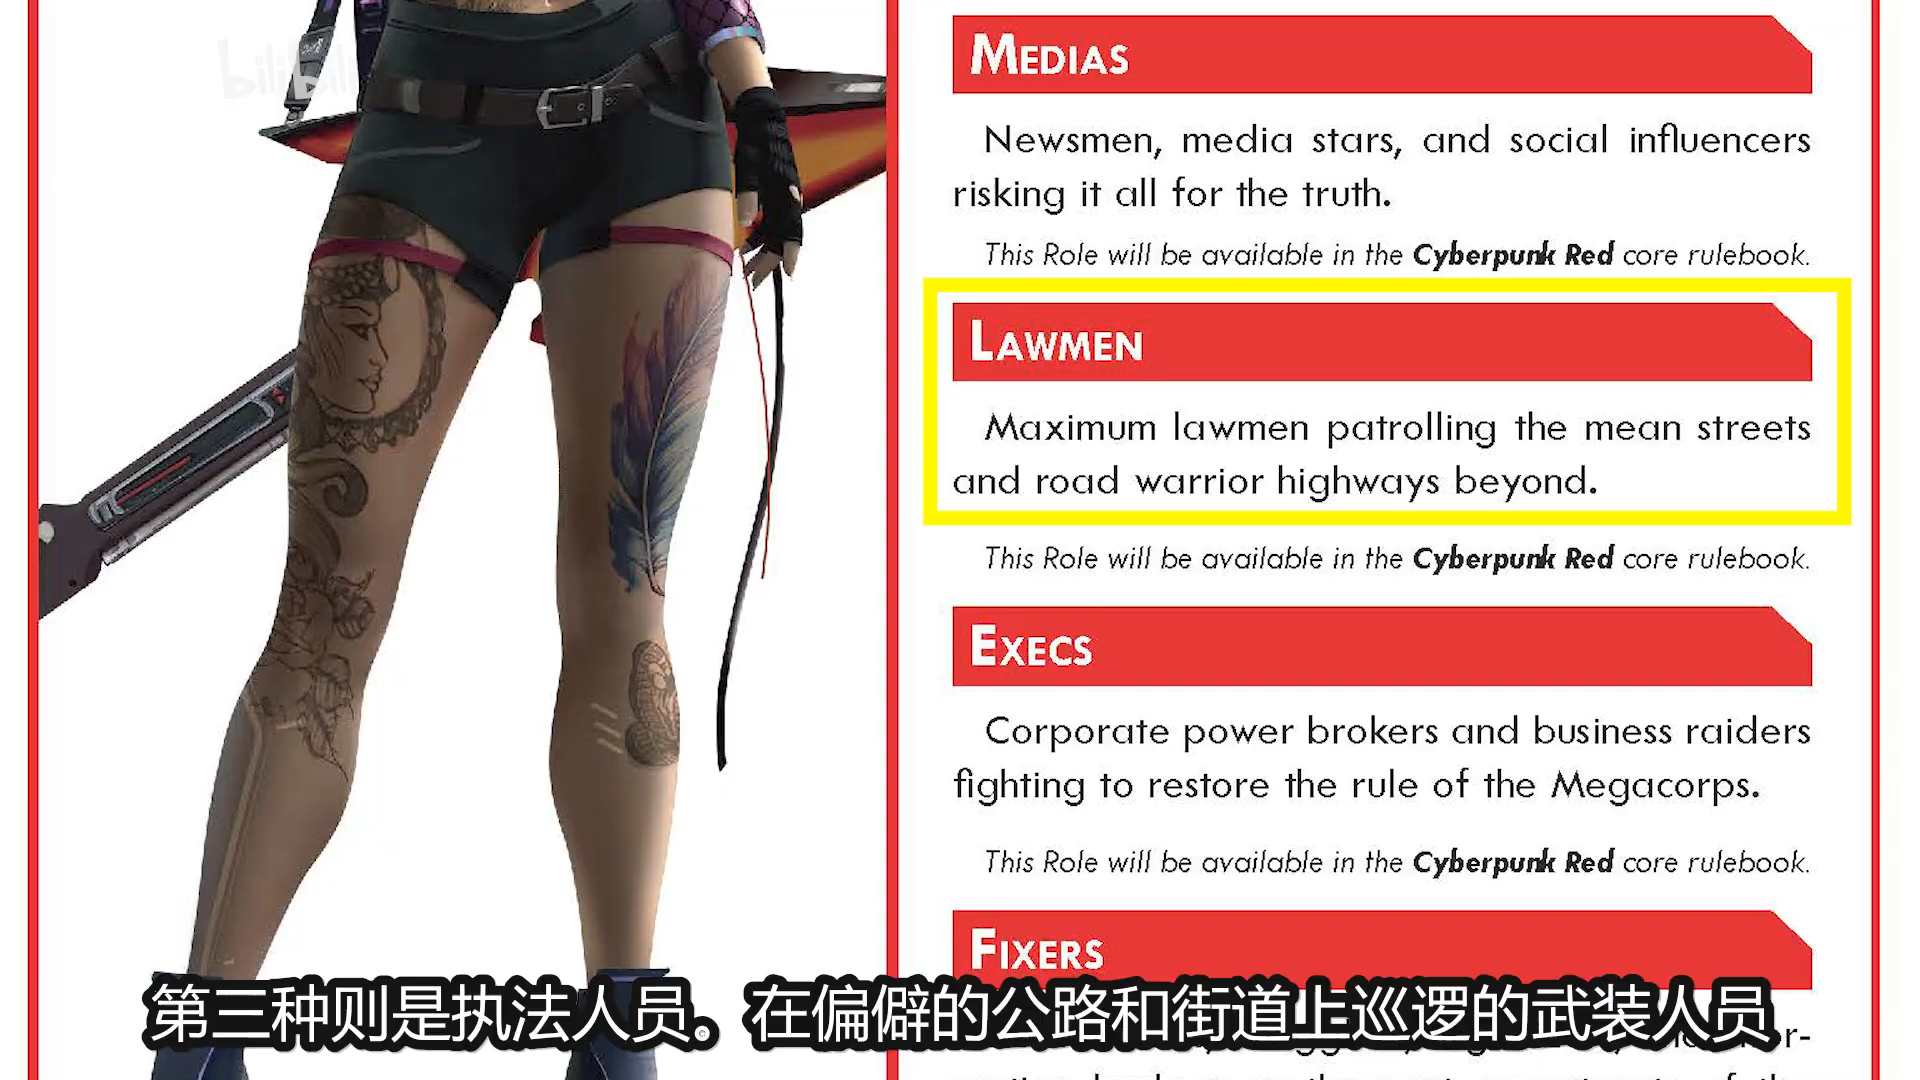 bilibili
MEDIAS
Newsmen, media stars, and social influencers
risking it all for the truth.
This Role will be available in the Cyberpunk Red core rulebook.
LAWMEN
Maximum lawmen patrolling the mean streets
and road warrior highways beyond.
This Role will be available in the Cyberpunk Red core rulebook.
EXECS
Corporate power brokers and business raiders
fighting to restore the rule of the Megacorps.
This Role will be available in the Cyberpunk Red core rulebook.
FIXERS
第三种则是执法人员。在偏僻的公路和街道上巡逻的武装人员